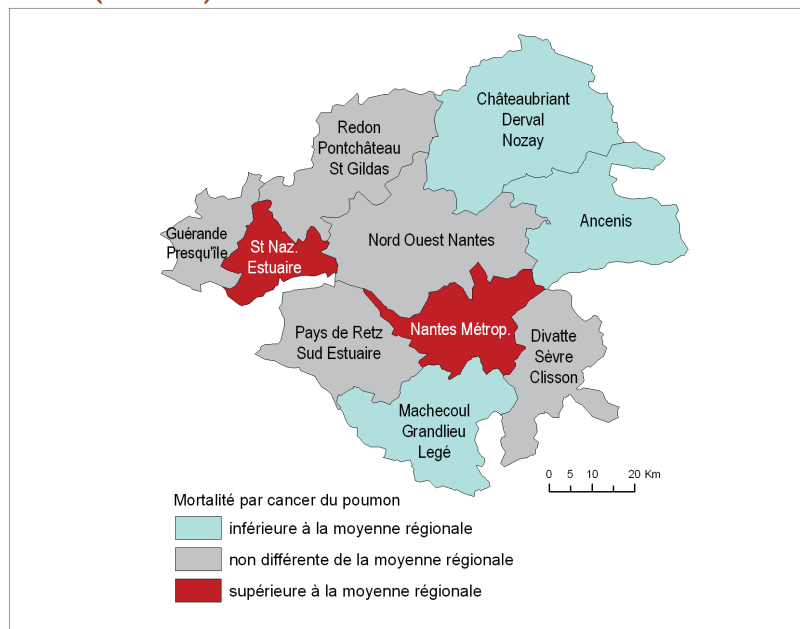 Châteaubriant
Derval
Nozay
Redon
Pontchâteau
St Gildas
Ancenis
Guérande
Presqu'île
St Naz.
Estuaire
Nord Ouest Nantes
Pays de Retz
Sud Estuaire
Nantes Métrop.
Divatte
Sèvre
Clisson
Machecoul
Grandlieu
Legé
0 5 10 20 Km
Mortalité par cancer du poumon
inférieure à la moyenne régionale
non différente de la moyenne régionale
supérieure à la moyenne régionale